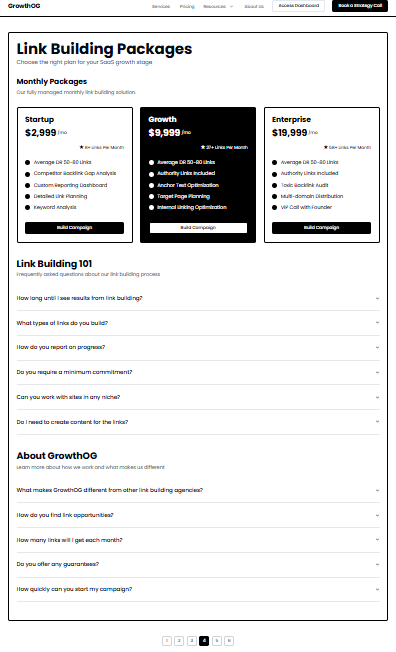 GrowthOG
Services Pricing Resources About Us Access Dashboard Book a Strategy Call
Link Building Packages
Choose the right plan for your SaaS growth stage
Monthly Packages
Our fully managed monthly link building solution.
Startup
$2,999 /mo
★ 8+ Links Per Month
Average DR 50-80 Links
Competitor Backlink Gap Analysis
Custom Reporting Dashboard
Detailed Link Planning
Keyword Analysis
Build Campaign
Growth
$9,999 /mo
★ 27+ Links Per Month
Average DR 50-80 Links
Authority Links Included
Anchor Text Optimization
Target Page Planning
Internal Linking Optimization
Build Campaign
Enterprise
$19,999 /mo
★ 58+ Links Per Month
Average DR 50-80 Links
Authority Links Included
Toxic Backlink Audit
Multi-domain Distribution
VIP Call with Founder
Build Campaign
Link Building 101
Frequently asked questions about our link building process
How long until I see results from link building?
What types of links do you build?
How do you report on progress?
Do you require a minimum commitment?
Can you work with sites in any niche?
Do I need to create content for the links?
About GrowthOG
Learn more about how we work and what makes us different
What makes GrowthOG different from other link building agencies?
How do you find link opportunities?
How many links will I get each month?
Do you offer any guarantees?
How quickly can you start my campaign?
1 2 3 4 5 6